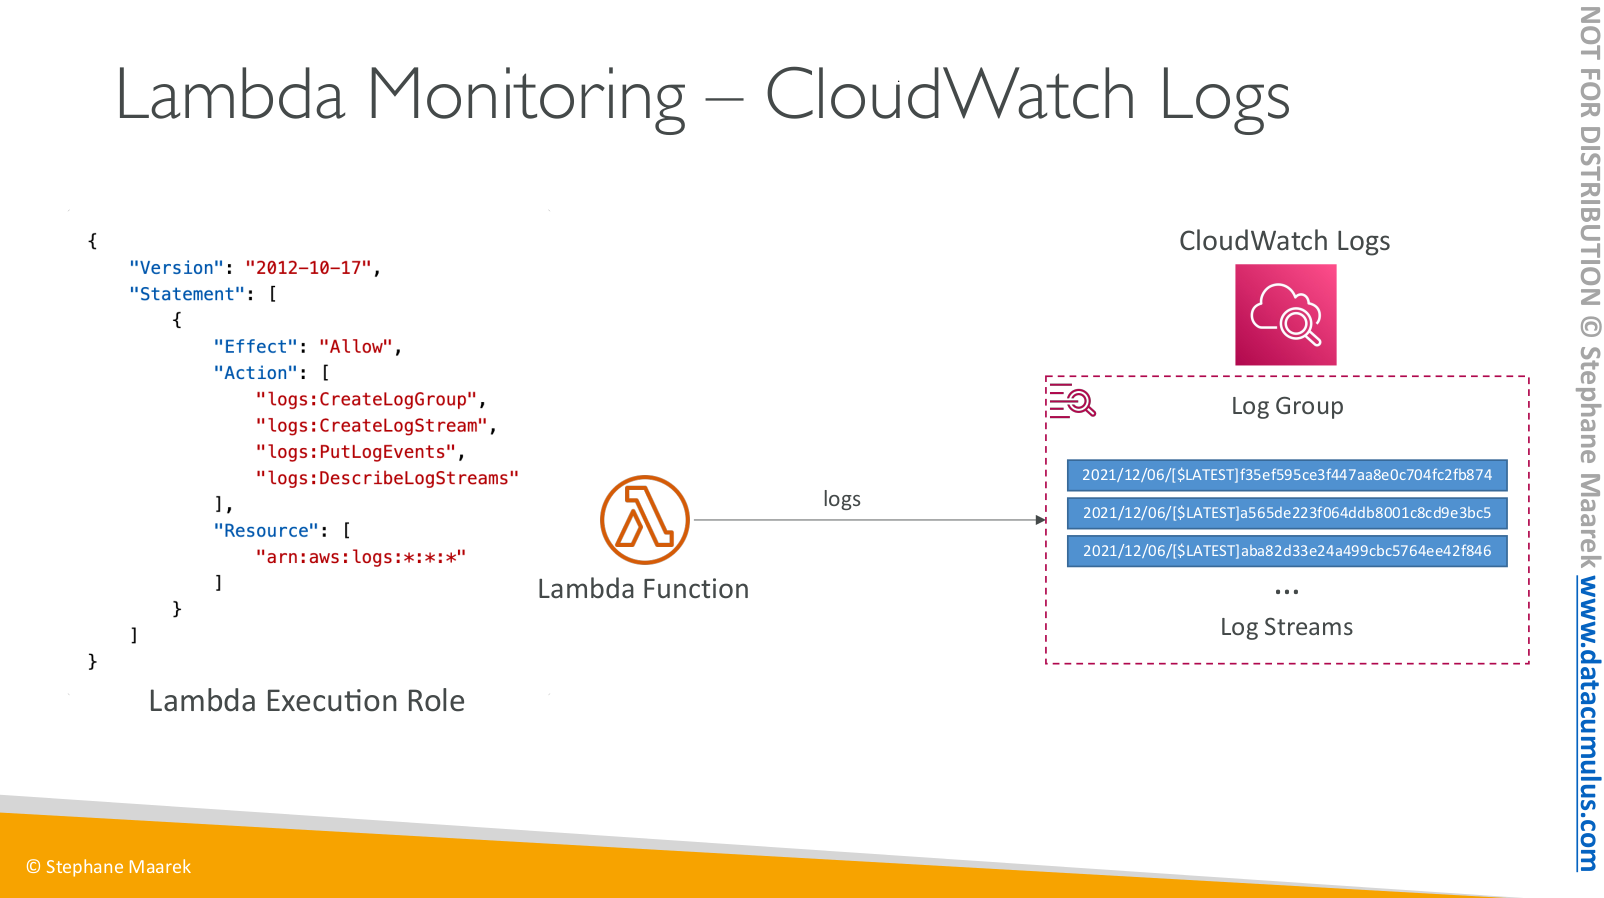 Lambda Monitoring – CloudWatch Logs
{
"Version": "2012-10-17",
"Statement": [
{
"Effect": "Allow",
"Action": [
"logs:CreateLogGroup",
"logs:CreateLogStream",
"logs:PutLogEvents",
"logs:DescribeLogStreams"
],
"Resource": [
"arn:aws:logs:*:*:*"
]
}
]
}
Lambda Execution Role
Lambda Function
logs
CloudWatch Logs
Log Group
2021/12/06/[$LATEST]f35ef595ce3f447aa8e0c704fc2fb874
2021/12/06/[$LATEST]a565de223f064ddb8001c8cd9e3bc5
2021/12/06/[$LATEST]aba82d33e24a499cbc5764ee42f846
...
Log Streams
© Stephane Maarek
NOT FOR DISTRIBUTION © Stephane Maarek www.datacumulus.com